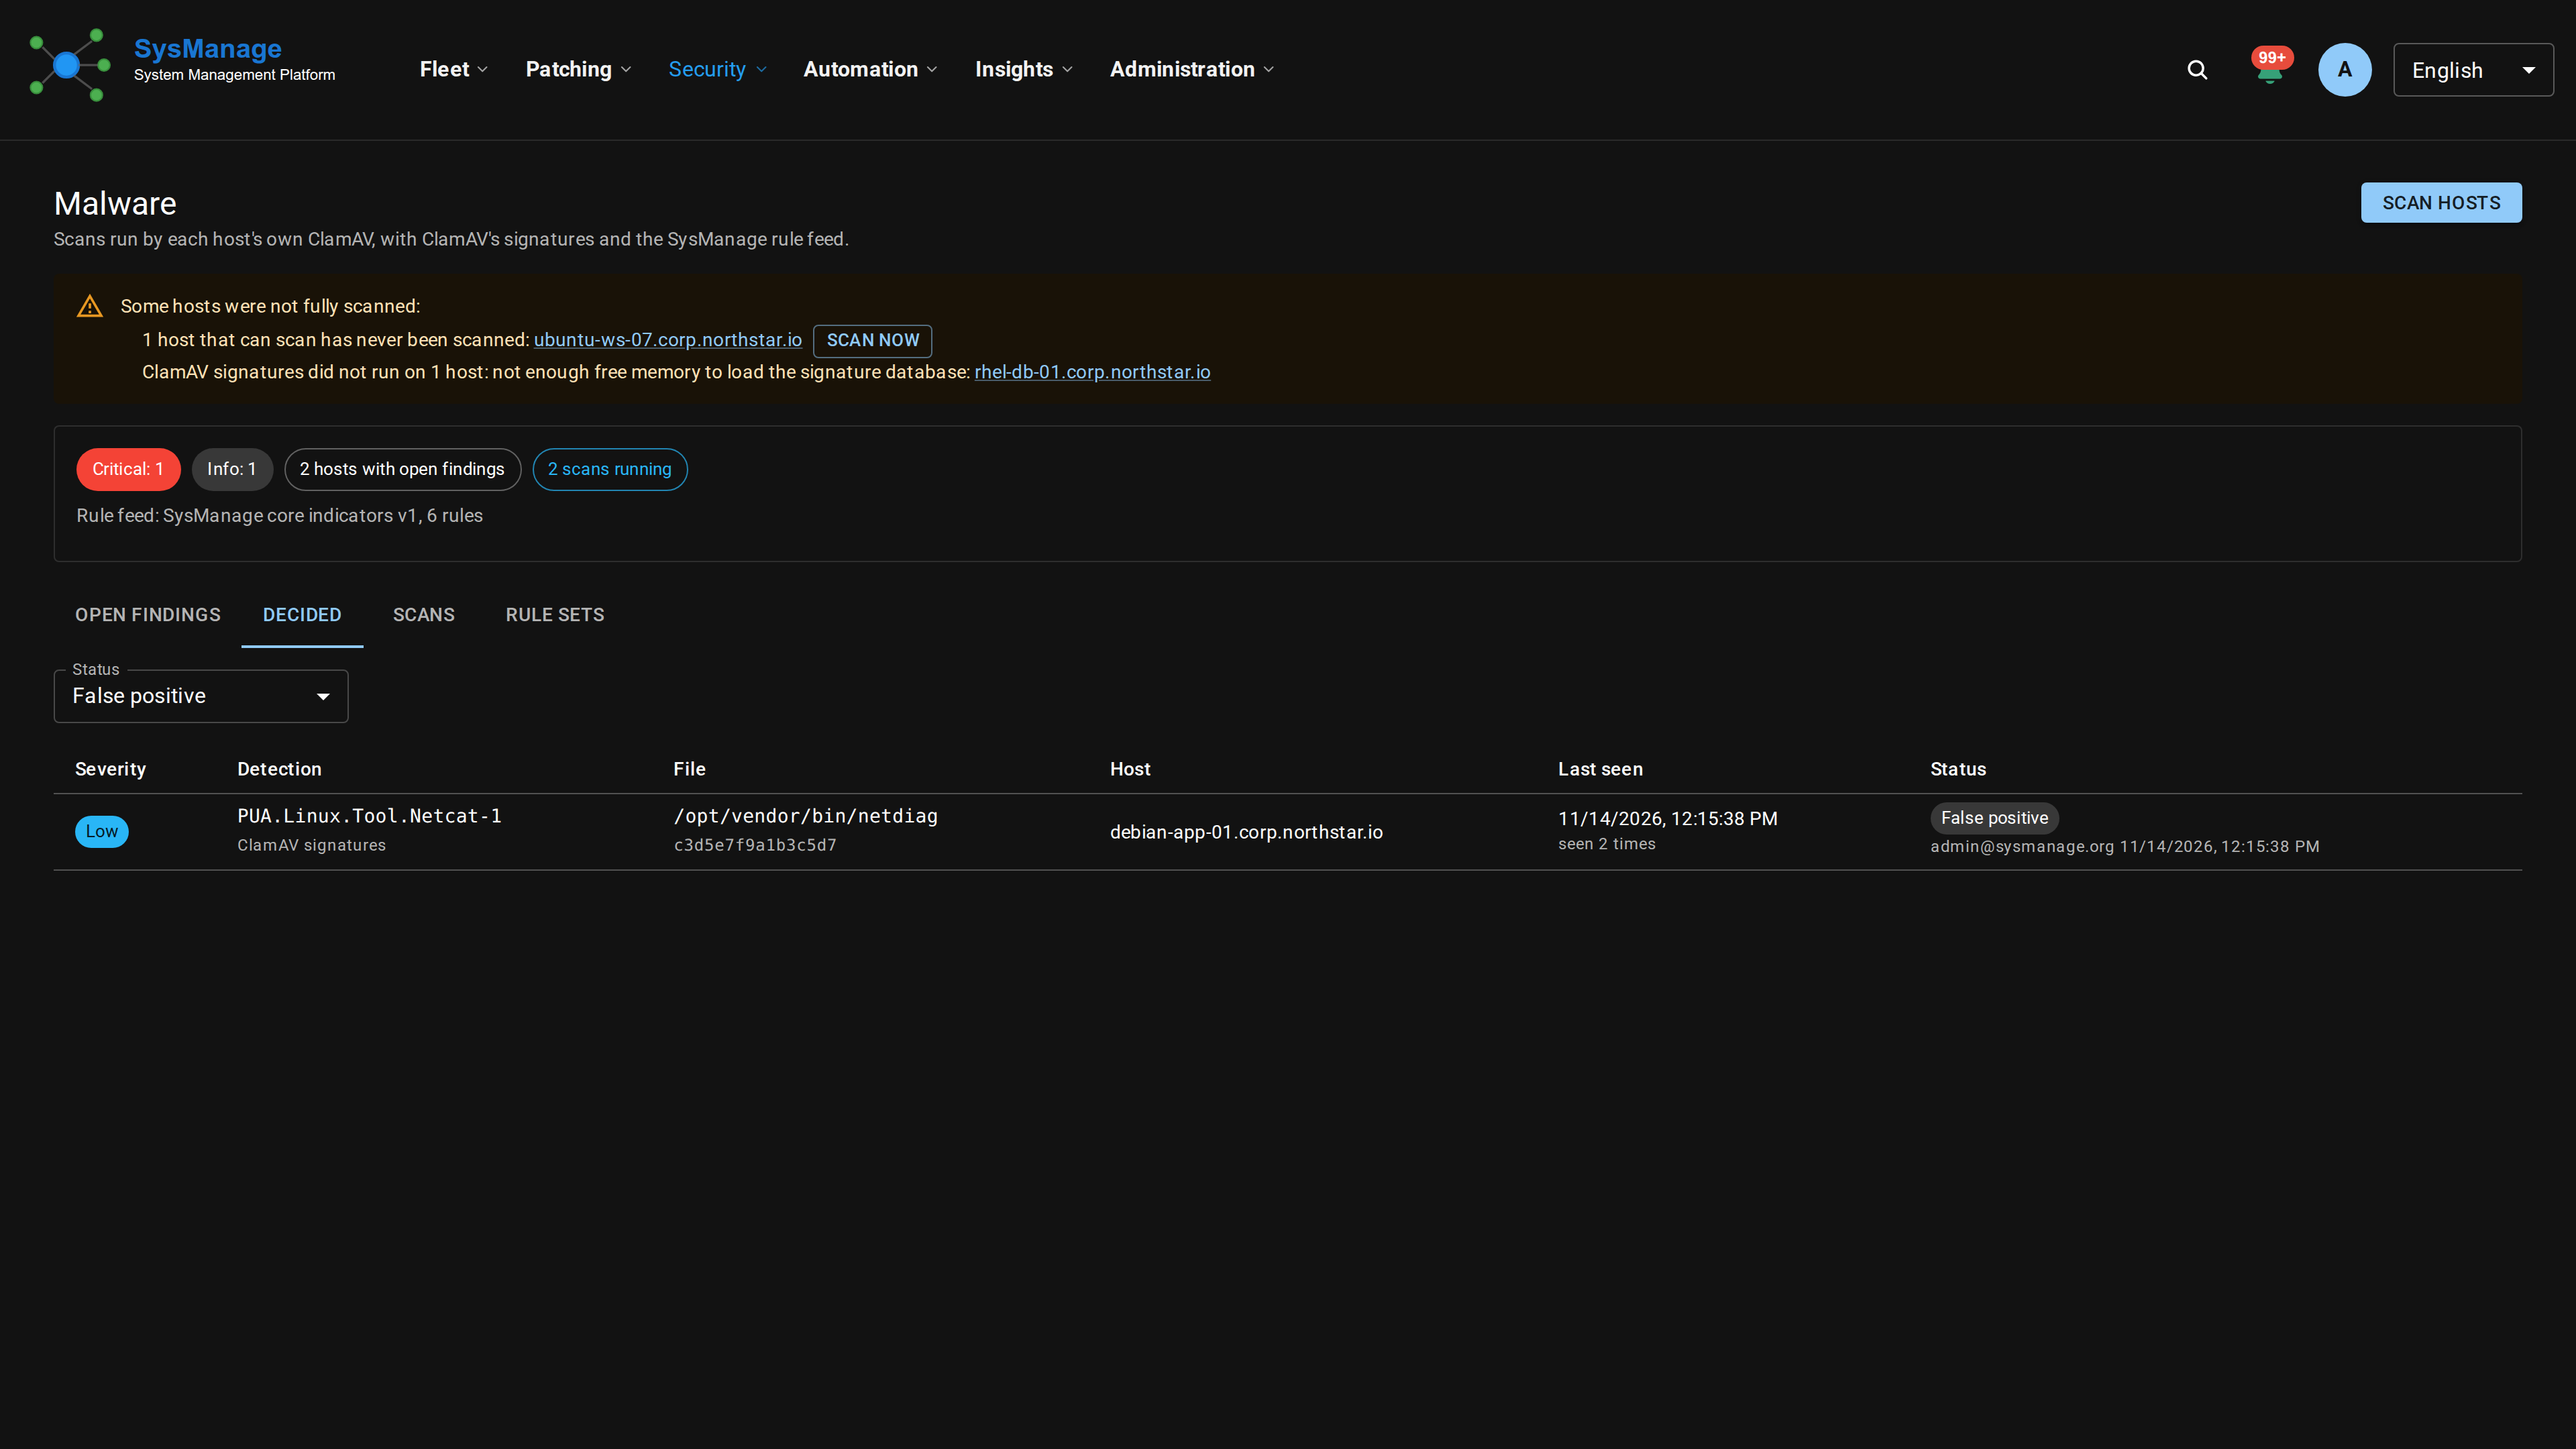 SysManage
System Management Platform
Fleet
Patching
Security
Automation
Insights
Administration
99+
A
English
Malware
SCAN HOSTS
Scans run by each host's own ClamAV, with ClamAV's signatures and the SysManage rule feed.
Some hosts were not fully scanned:
1 host that can scan has never been scanned: ubuntu-ws-07.corp.northstar.io SCAN NOW
ClamAV signatures did not run on 1 host: not enough free memory to load the signature database: rhel-db-01.corp.northstar.io
Critical: 1
Info: 1
2 hosts with open findings
2 scans running
Rule feed: SysManage core indicators v1, 6 rules
OPEN FINDINGS
DECIDED
SCANS
RULE SETS
Status
False positive
Severity
Detection
File
Host
Last seen
Status
Low
PUA.Linux.Tool.Netcat-1
ClamAV signatures
/opt/vendor/bin/netdiag
c3d5e7f9a1b3c5d7
debian-app-01.corp.northstar.io
11/14/2026, 12:15:38 PM
seen 2 times
False positive
admin@sysmanage.org 11/14/2026, 12:15:38 PM